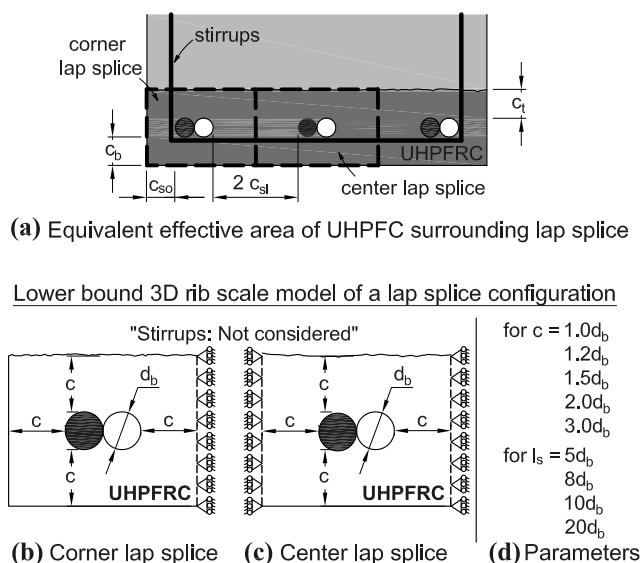 stirrups
corner
lap splice
c_t
c_b
UHPFRC
c_so
2 c_sl
center lap splice
(a) Equivalent effective area of UHPFC surrounding lap splice
Lower bound 3D rib scale model of a lap splice configuration
"Stirrups: Not considered"
for c = 1.0d_b
1.2d_b
1.5d_b
2.0d_b
3.0d_b
for l_s = 5d_b
8d_b
10d_b
20d_b
c
d_b
c
c
c
UHPFRC
c
d_b
c
c
c
UHPFRC
(b) Corner lap splice
(c) Center lap splice
(d) Parameters